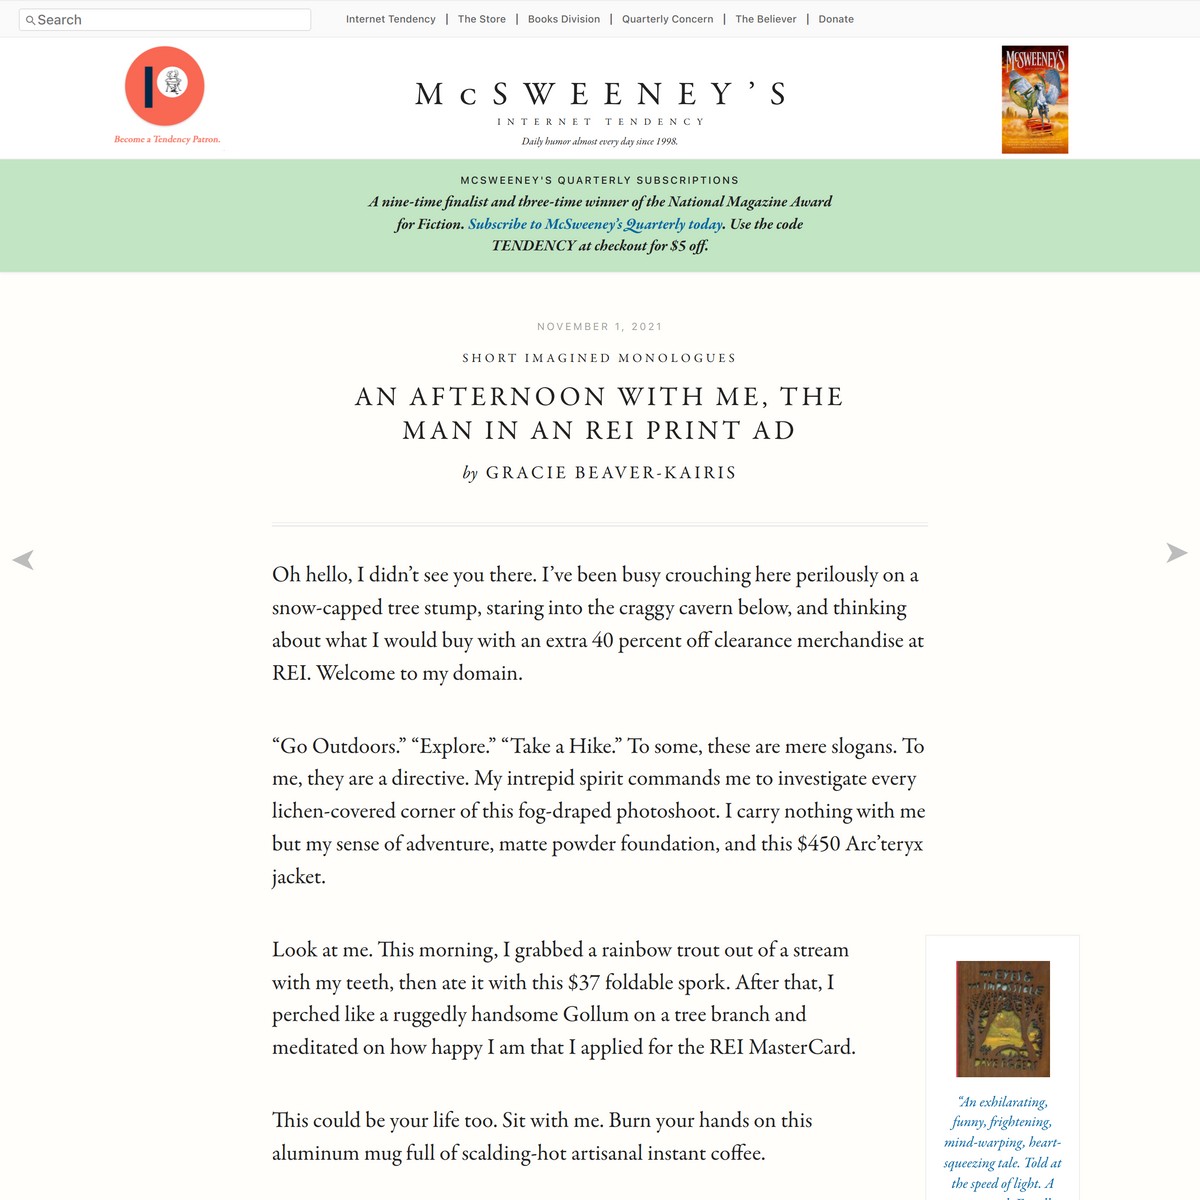 Search
Internet Tendency | The Store | Books Division | Quarterly Concern | The Believer | Donate
Become a Tendency Patron.
McSWEENEY'S
INTERNET TENDENCY
Daily humor almost every day since 1998.
McSWEENEY'S
MCSWEENEY'S QUARTERLY SUBSCRIPTIONS
A nine-time finalist and three-time winner of the National Magazine Award
for Fiction. Subscribe to McSweeney's Quarterly today. Use the code
TENDENCY at checkout for $5 off.
NOVEMBER 1, 2021
SHORT IMAGINED MONOLOGUES
AN AFTERNOON WITH ME, THE
MAN IN AN REI PRINT AD
by GRACIE BEAVER-KAIRIS
Oh hello, I didn’t see you there. I’ve been busy crouching here perilously on a
snow-capped tree stump, staring into the craggy cavern below, and thinking
about what I would buy with an extra 40 percent off clearance merchandise at
REI. Welcome to my domain.
“Go Outdoors.” “Explore.” “Take a Hike.” To some, these are mere slogans. To
me, they are a directive. My intrepid spirit commands me to investigate every
lichen-covered corner of this fog-draped photoshoot. I carry nothing with me
but my sense of adventure, matte powder foundation, and this $450 Arc’teryx
jacket.
Look at me. This morning, I grabbed a rainbow trout out of a stream
with my teeth, then ate it with this $37 foldable spork. After that, I
perched like a ruggedly handsome Gollum on a tree branch and
meditated on how happy I am that I applied for the REI MasterCard.
This could be your life too. Sit with me. Burn your hands on this
aluminum mug full of scalding-hot artisanal instant coffee.
THE EYES &
THE IMPOSSIBLE
DAVE EGGERS
“An exhilarating,
funny, frightening,
mind-warping, heart-
squeezing tale. Told at
the speed of light. A